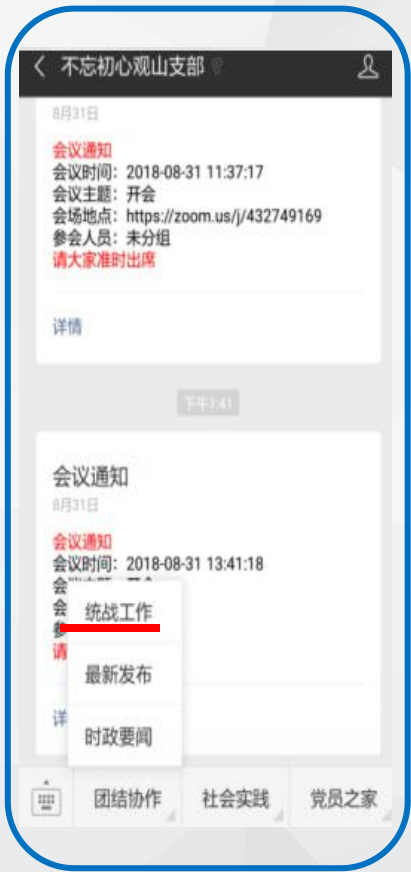 不忘初心观山支部
8月31日
会议通知
会议时间：2018-08-31 11:37:17
会议主题：开会
会场地点：https://zoom.us/j/432749169
参会人员：未分组
请大家准时出席
详情
下午1:41
会议通知
8月31日
会议通知
会议时间：2018-08-31 13:41:18
会
会
请
详
统战工作
最新发布
时政要闻
团结协作 社会实践 党员之家